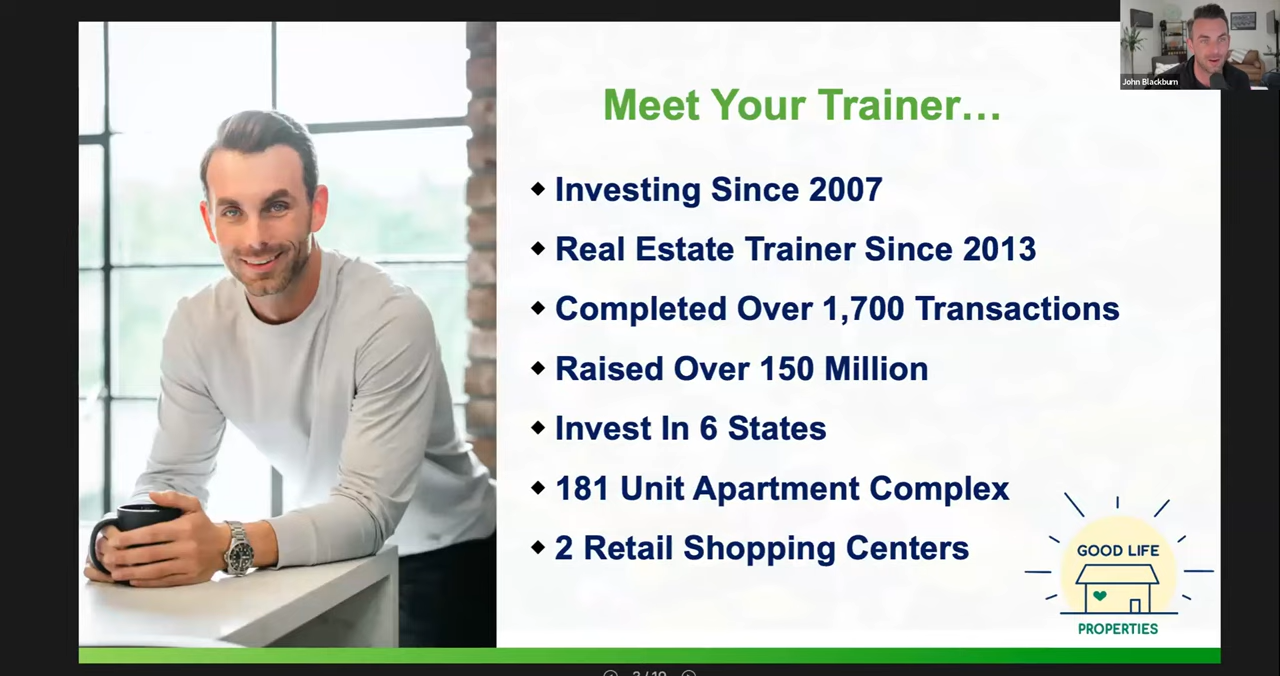 John Blackburn
Meet Your Trainer…
Investing Since 2007
Real Estate Trainer Since 2013
Completed Over 1,700 Transactions
Raised Over 150 Million
Invest In 6 States
181 Unit Apartment Complex
2 Retail Shopping Centers
GOOD LIFE
PROPERTIES